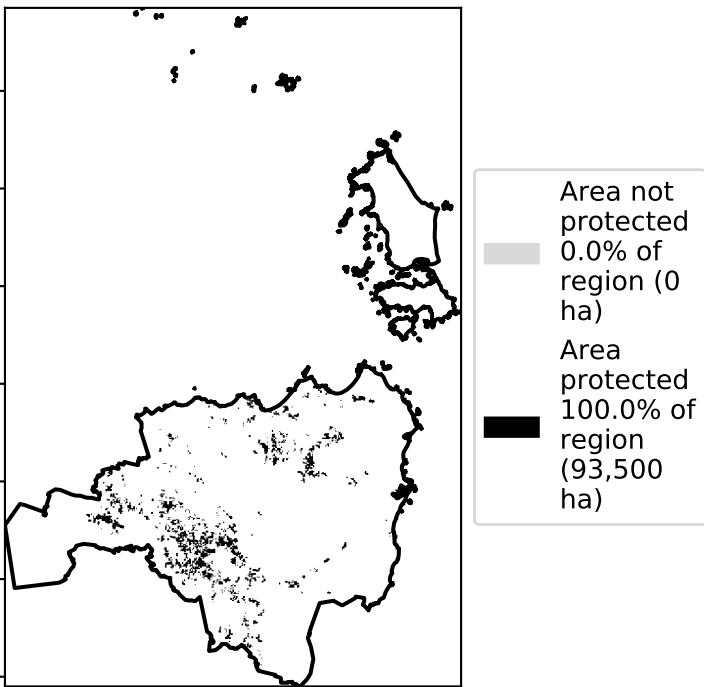 Area not
protected
0.0% of
region (0
ha)
Area
protected
100.0% of
region
(93,500
ha)